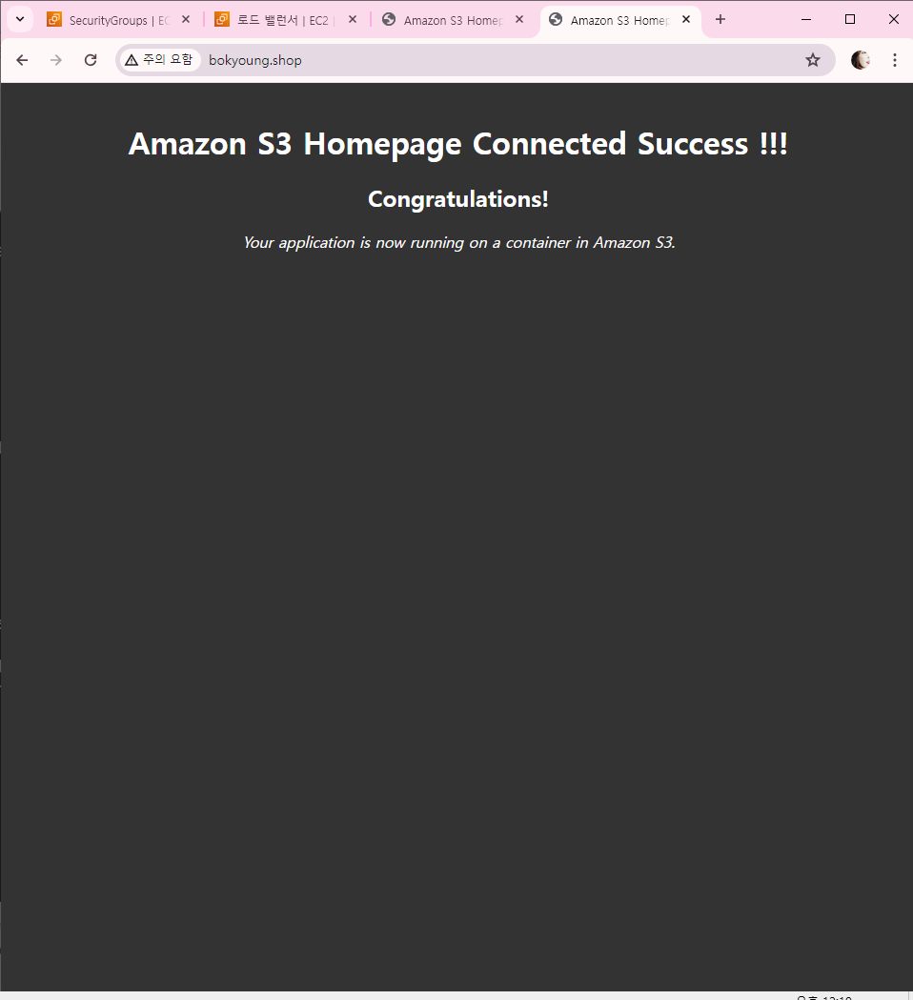 SecurityGroups | EC
로드 밸런서 | EC2 |
Amazon S3 Homep
Amazon S3 Homep
주의 요함
bokyoung.shop
Amazon S3 Homepage Connected Success !!!
Congratulations!
Your application is now running on a container in Amazon S3.